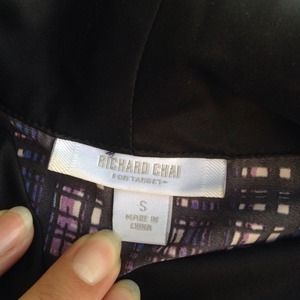 RICHARD CHAI
FOR TARGET
S
MADE IN
CHINA